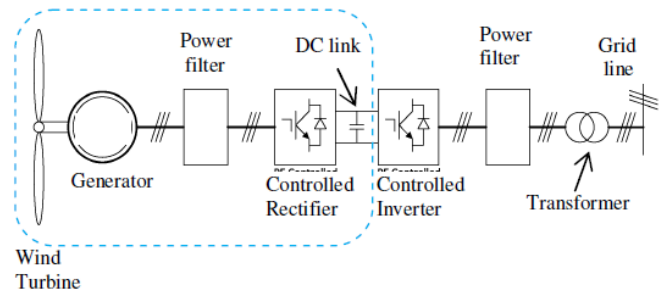 Power
filter
DC link
Power
filter
Grid
line
Generator
Controlled
Rectifier
Controlled
Inverter
Transformer
Wind
Turbine